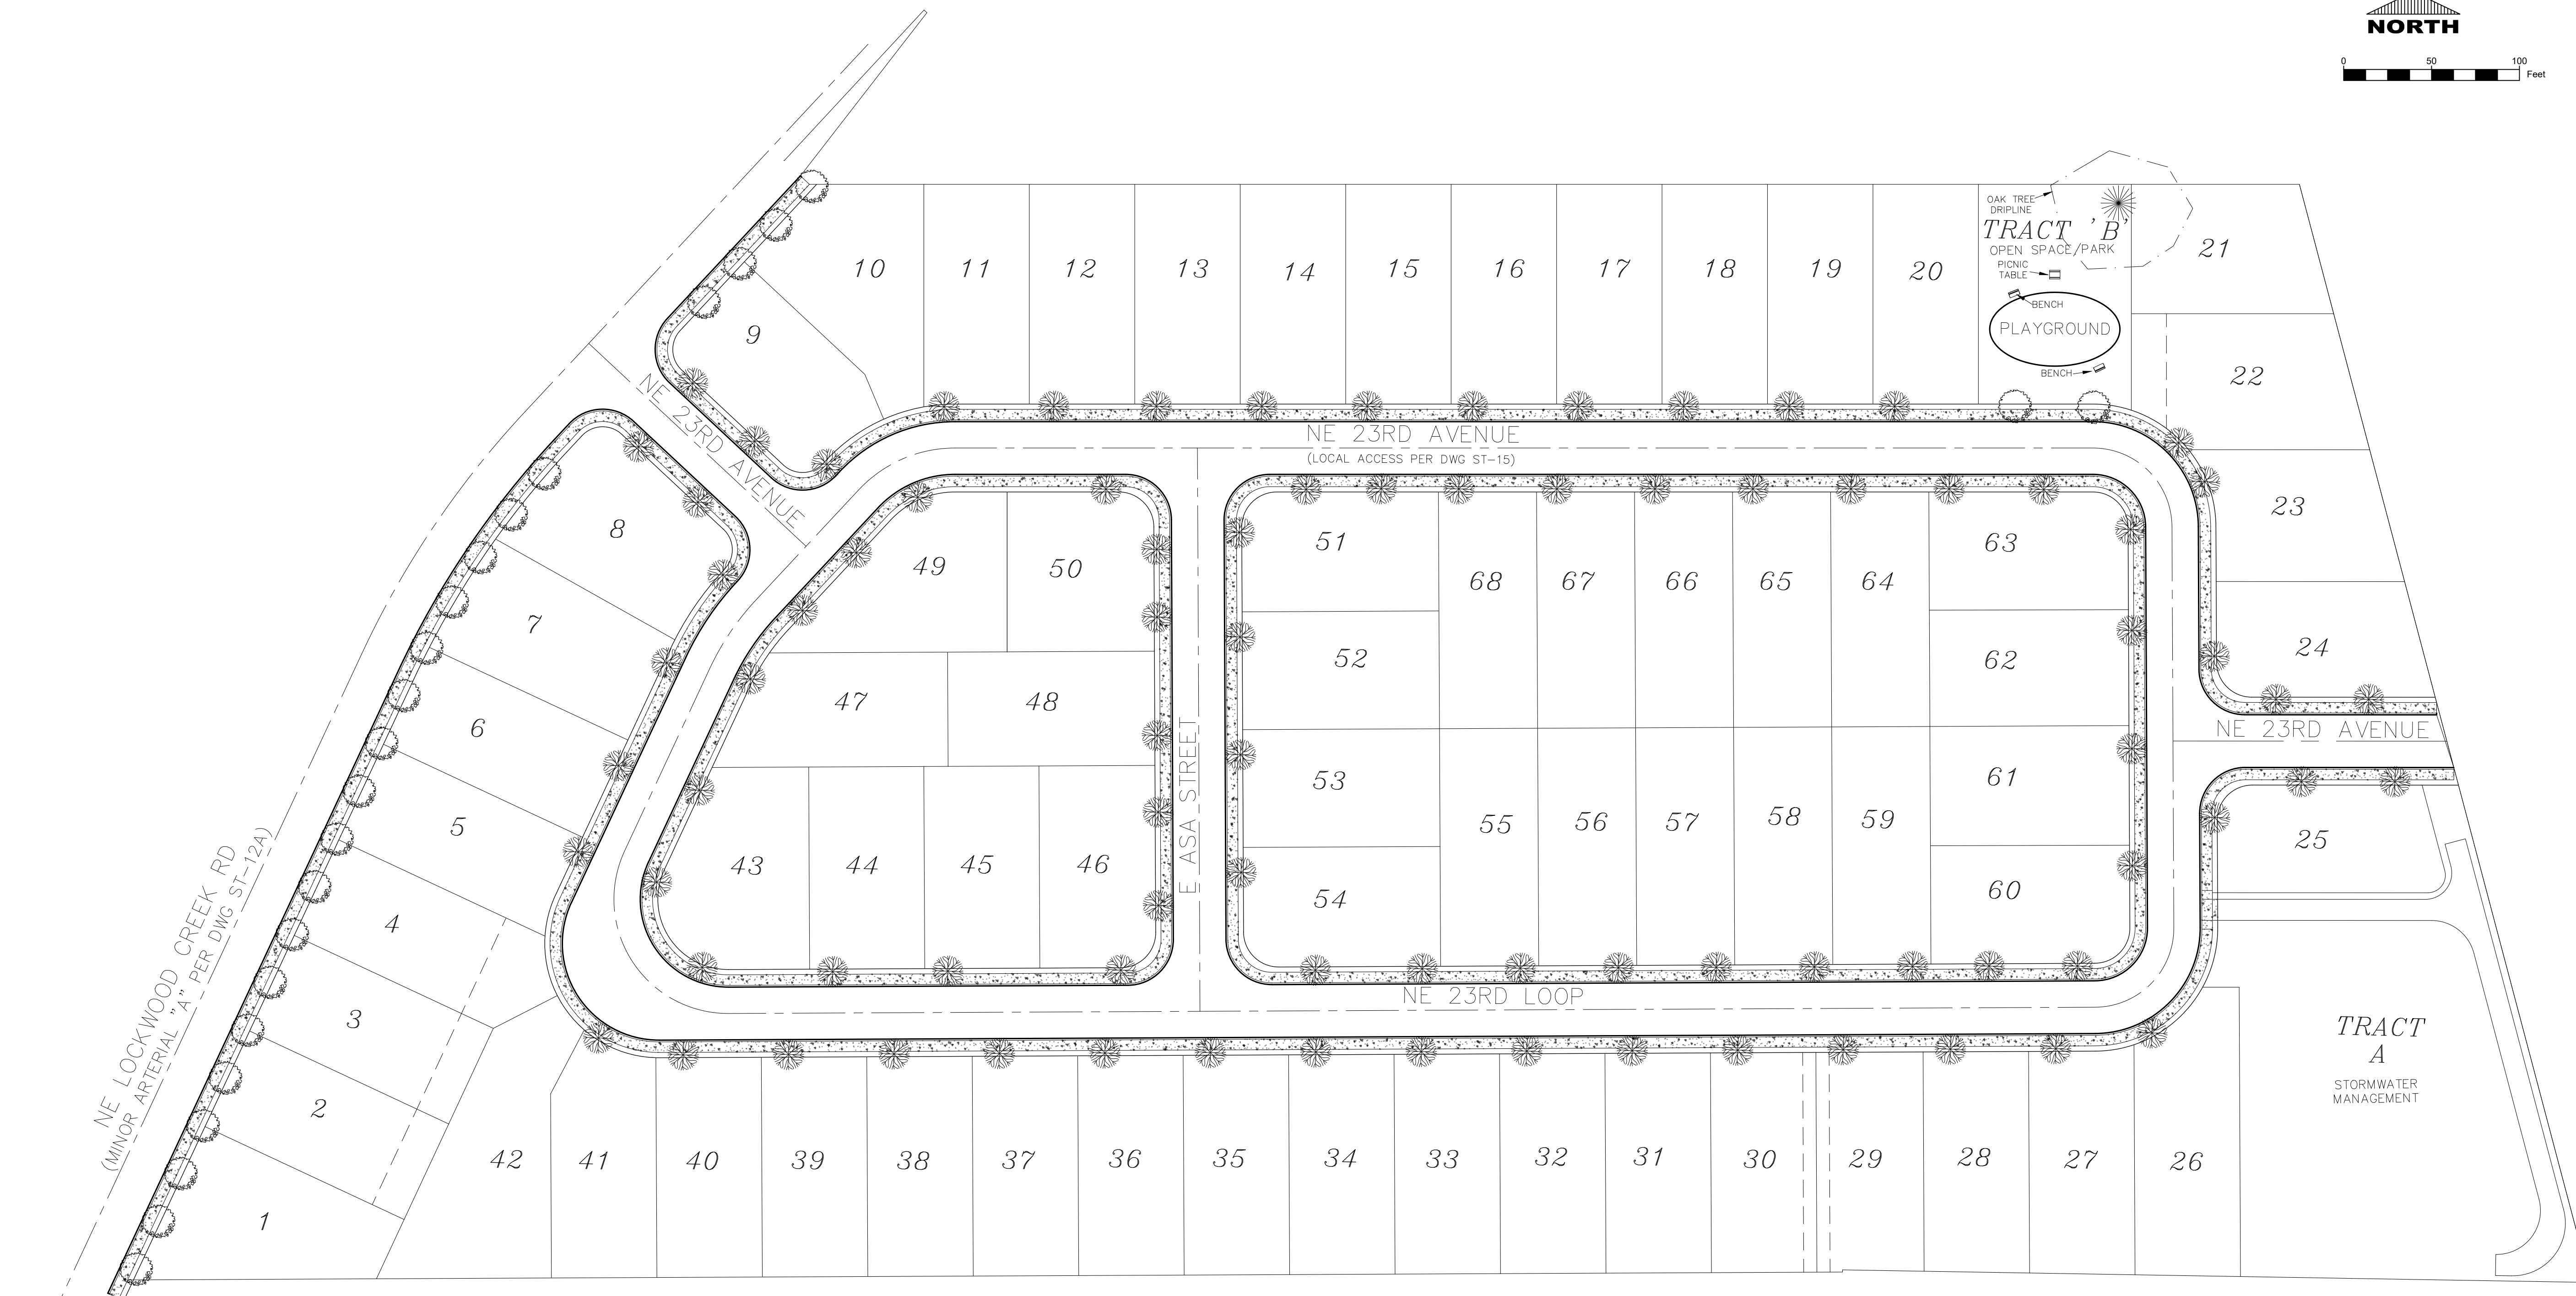 NORTH
0 50 100
Feet
OAK TREE
DRIPLINE
TRACT 'B'
OPEN SPACE/PARK
PICNIC
TABLE
BENCH
PLAYGROUND
BENCH
10
11
12
13
14
15
16
17
18
19
20
21
9
22
NE 23RD AVENUE
NE 23RD AVENUE
(LOCAL ACCESS PER DWG ST-15)
23
8
49
50
51
68
67
66
65
64
63
7
52
62
24
6
47
48
NE 23RD AVENUE
E ASA STREET
53
61
5
55
56
57
58
59
25
43
44
45
46
54
60
4
NE LOCKWOOD CREEK RD
(MINOR ARTERIAL "A" PER DWG ST-12A)
NE 23RD LOOP
3
TRACT
A
STORMWATER
MANAGEMENT
2
42
41
40
39
38
37
36
35
34
33
32
31
30
29
28
27
26
1